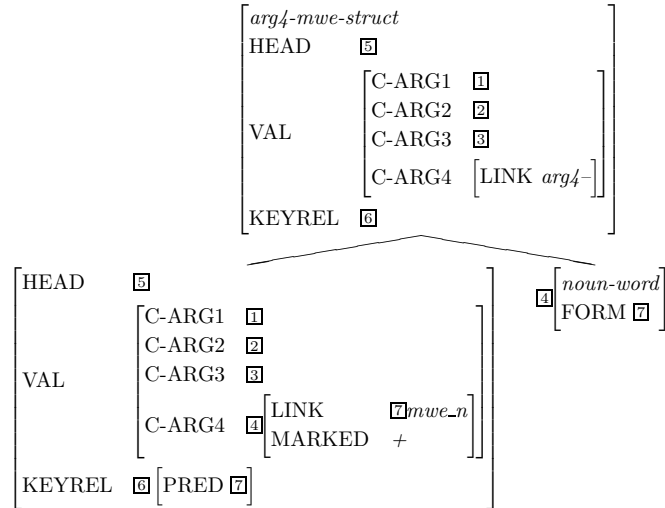 arg4-mwe-struct
HEAD 5
VAL
C-ARG1 1
C-ARG2 2
C-ARG3 3
C-ARG4 [LINK arg4–]
KEYREL 6
HEAD 5
VAL
C-ARG1 1
C-ARG2 2
C-ARG3 3
C-ARG4 4
LINK 7 mwe_n
MARKED +
KEYREL 6 [PRED 7]
4
noun-word
FORM 7